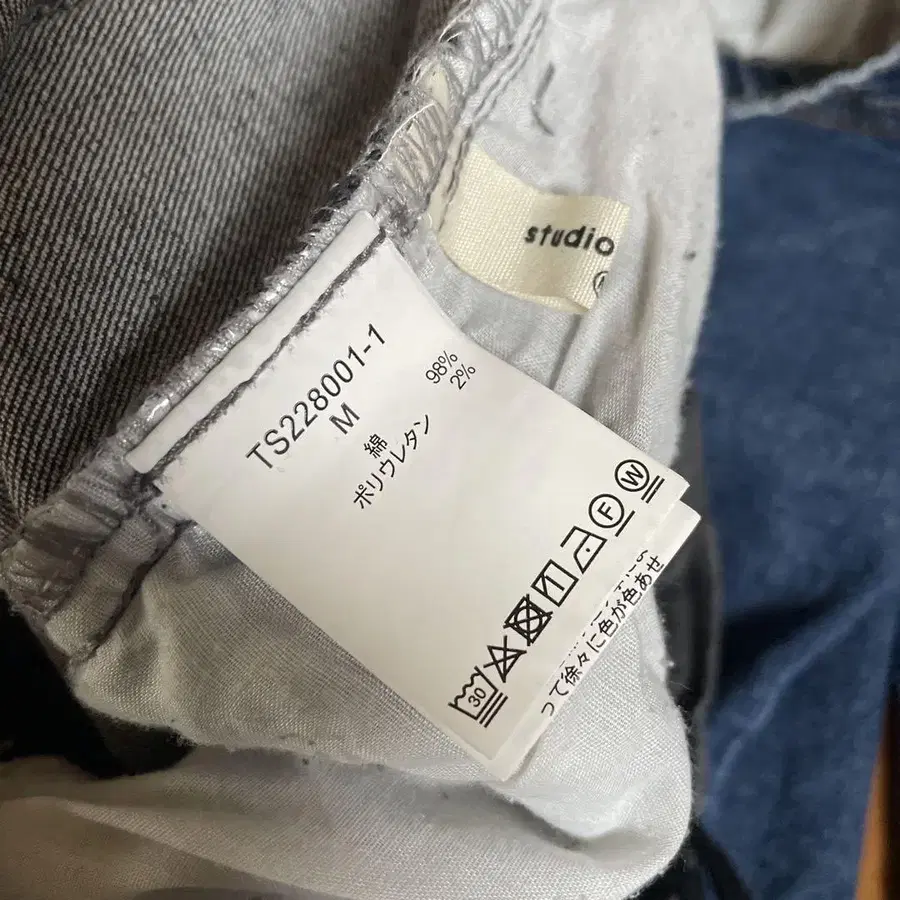 studio
TS228001-1
M
綿 98%
ポリウレタン 2%
30
F
W
って徐々に色が色あせ